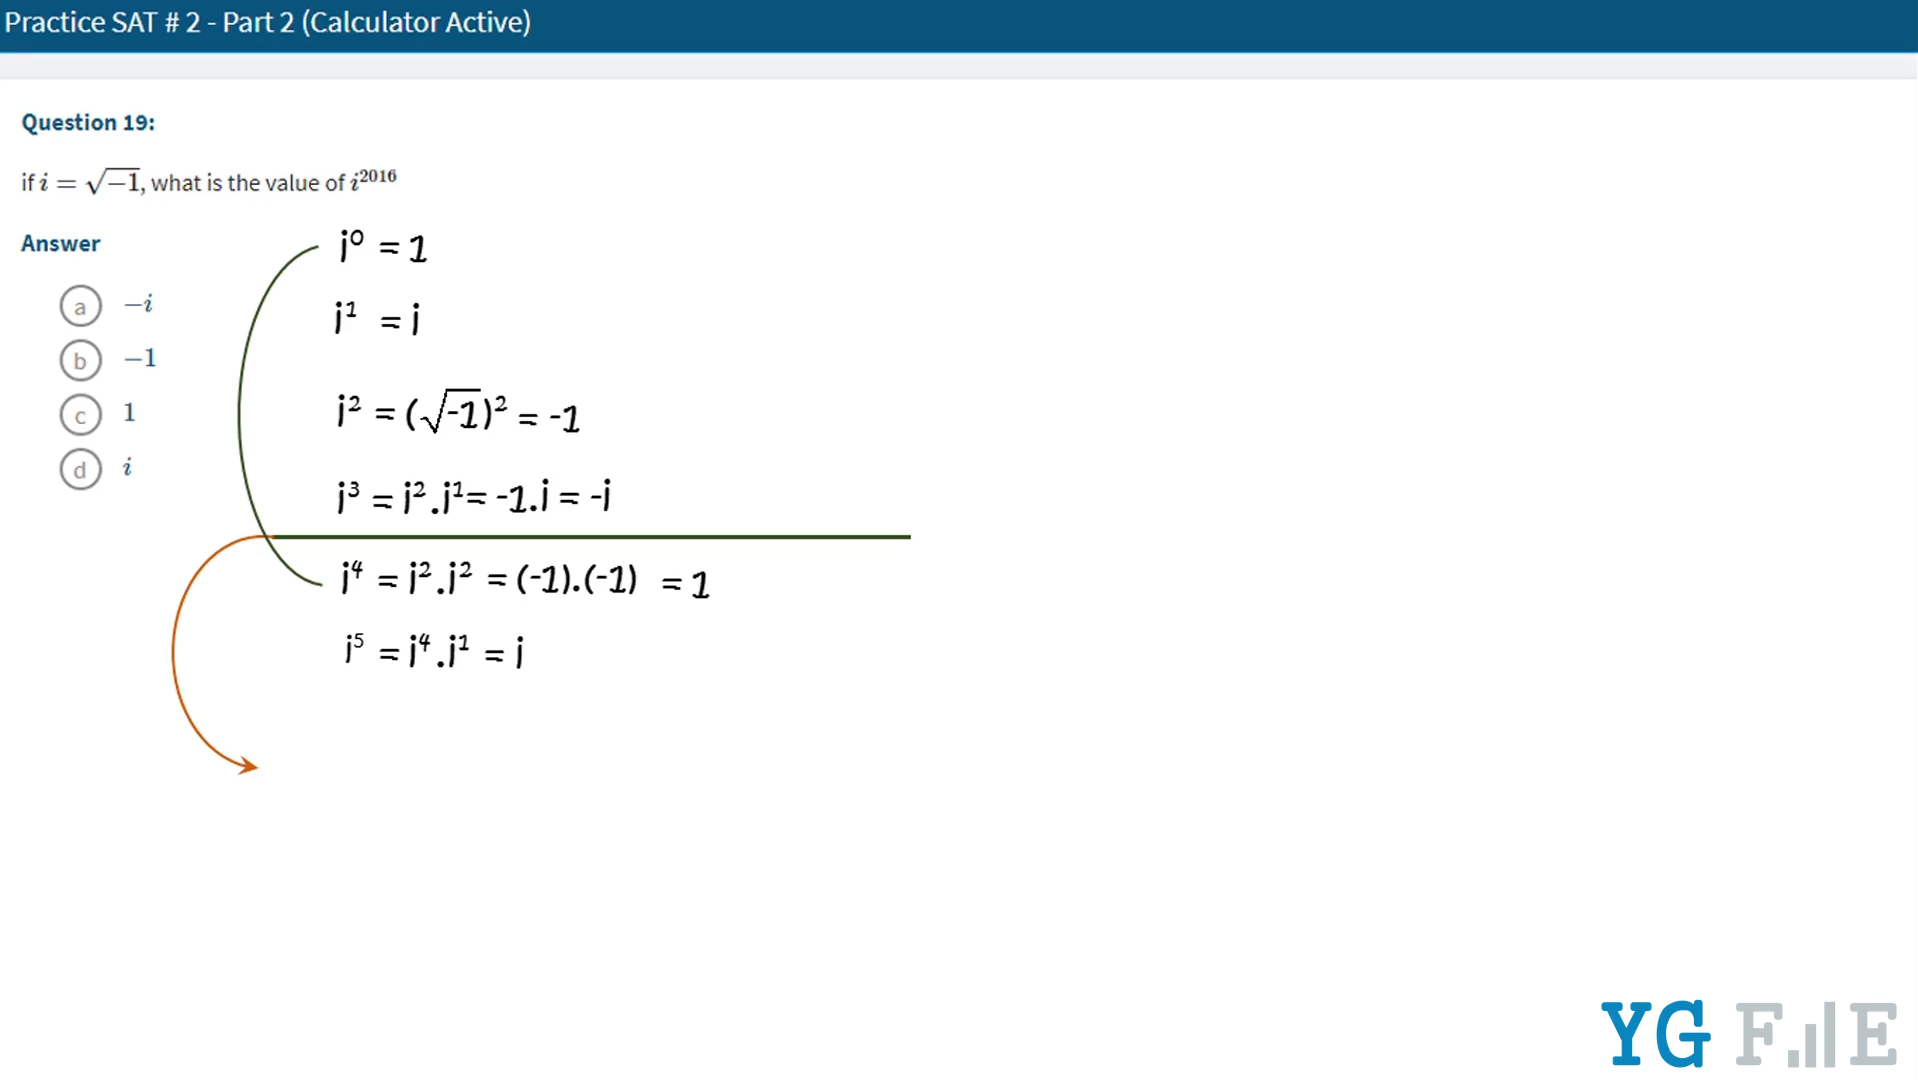 Practice SAT # 2 - Part 2 (Calculator Active)
Question 19:
if i = √−1, what is the value of i²⁰¹⁶
Answer
a −i
b −1
c 1
d i
i⁰ = 1
i¹ = i
i² = (√-1)² = -1
i³ = i².i¹= -1.i = -i
i⁴ = i².i² = (-1).(-1) = 1
i⁵ = i⁴.i¹ = i
YG F.ılE